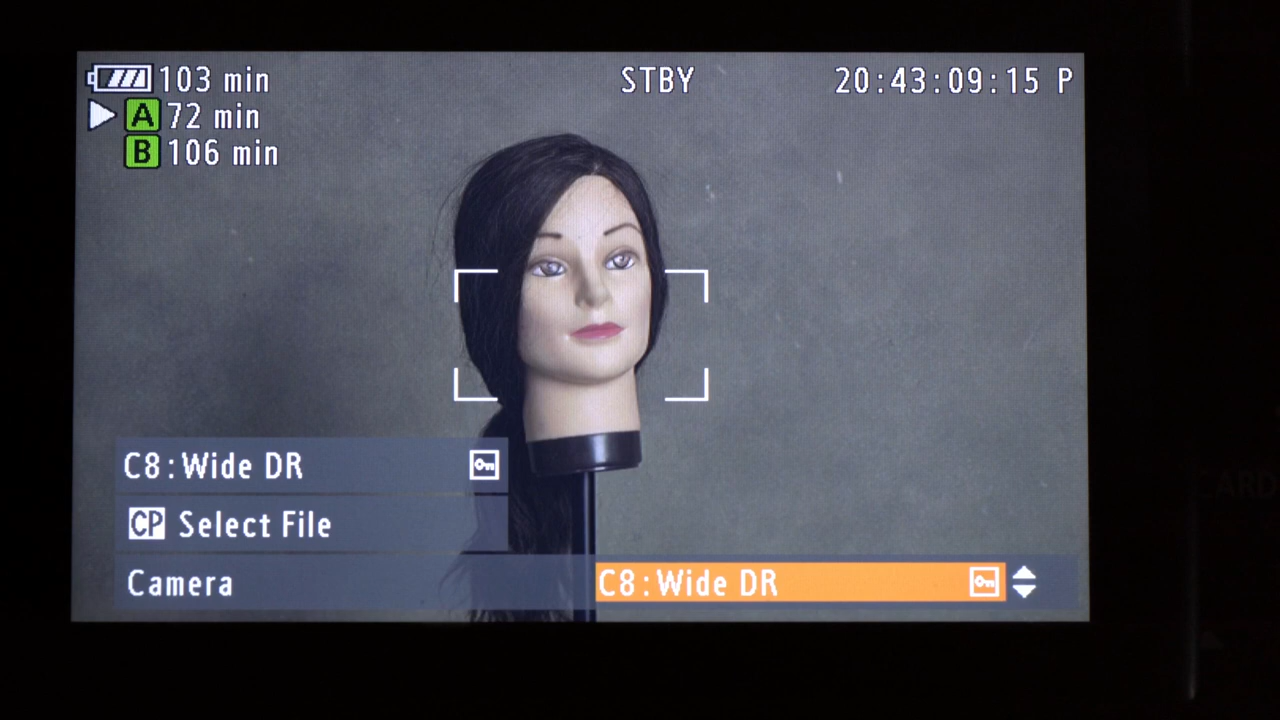 103 min
STBY
20:43:09:15 P
A 72 min
B 106 min
C8:Wide DR
CP Select File
Camera C8:Wide DR
CARD